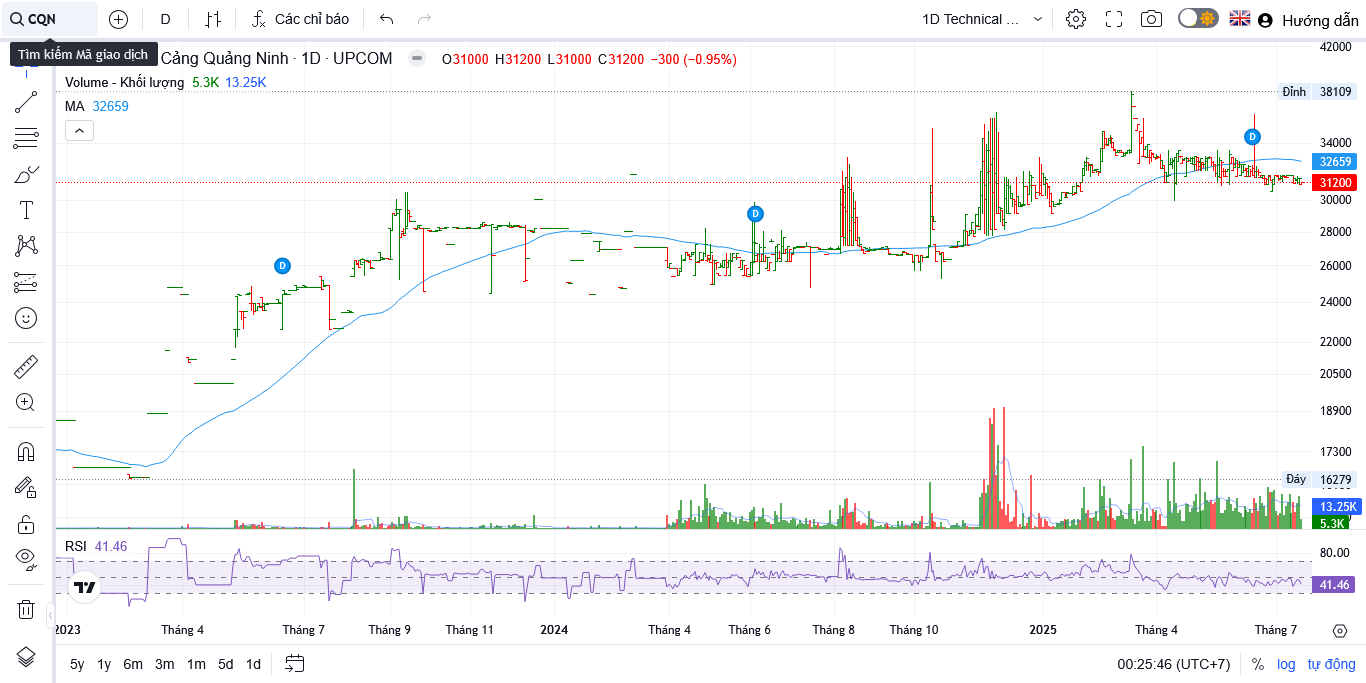 CQN D Các chỉ báo 1D Technical ... Hướng dẫn
Tìm kiếm Mã giao dịch
Cảng Quảng Ninh · 1D · UPCOM O31000 H31200 L31000 C31200 −300 (−0.95%)
Volume - Khối lượng 5.3K 13.25K
MA 32659
42000
Đỉnh 38109
D
34000
32659
31200
30000
D
28000
D
26000
24000
22000
20500
18900
17300
Đáy 16279
13.25K
5.3K
RSI 41.46
80.00
41.46
2023 Tháng 4 Tháng 7 Tháng 9 Tháng 11 2024 Tháng 4 Tháng 6 Tháng 8 Tháng 10 2025 Tháng 4 Tháng 7
5y 1y 6m 3m 1m 5d 1d 00:25:46 (UTC+7) % log tự động